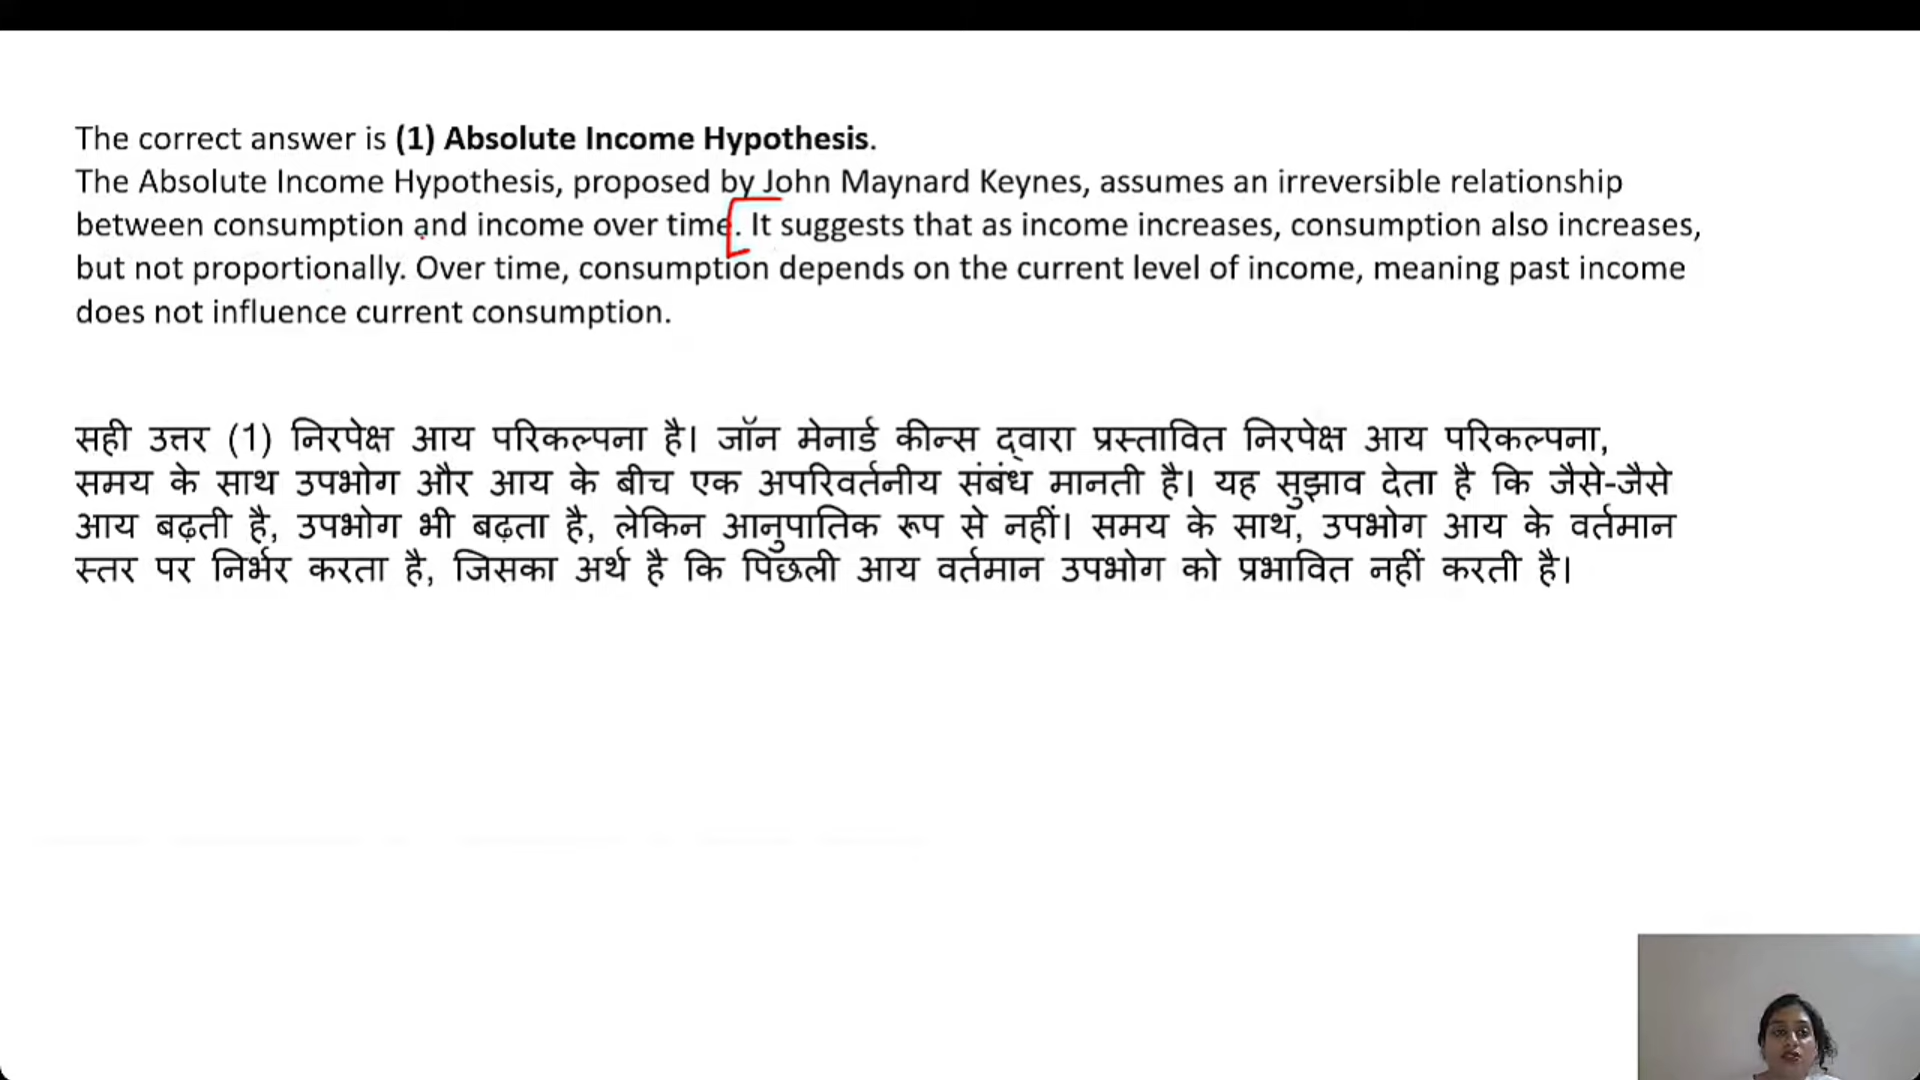 The correct answer is (1) Absolute Income Hypothesis.
The Absolute Income Hypothesis, proposed by John Maynard Keynes, assumes an irreversible relationship
between consumption and income over time. It suggests that as income increases, consumption also increases,
but not proportionally. Over time, consumption depends on the current level of income, meaning past income
does not influence current consumption.
सही उत्तर (1) निरपेक्ष आय परिकल्पना है। जॉन मेनार्ड कीन्स द्वारा प्रस्तावित निरपेक्ष आय परिकल्पना,
समय के साथ उपभोग और आय के बीच एक अपरिवर्तनीय संबंध मानती है। यह सुझाव देता है कि जैसे-जैसे
आय बढ़ती है, उपभोग भी बढ़ता है, लेकिन आनुपातिक रूप से नहीं। समय के साथ, उपभोग आय के वर्तमान
स्तर पर निर्भर करता है, जिसका अर्थ है कि पिछली आय वर्तमान उपभोग को प्रभावित नहीं करती है।